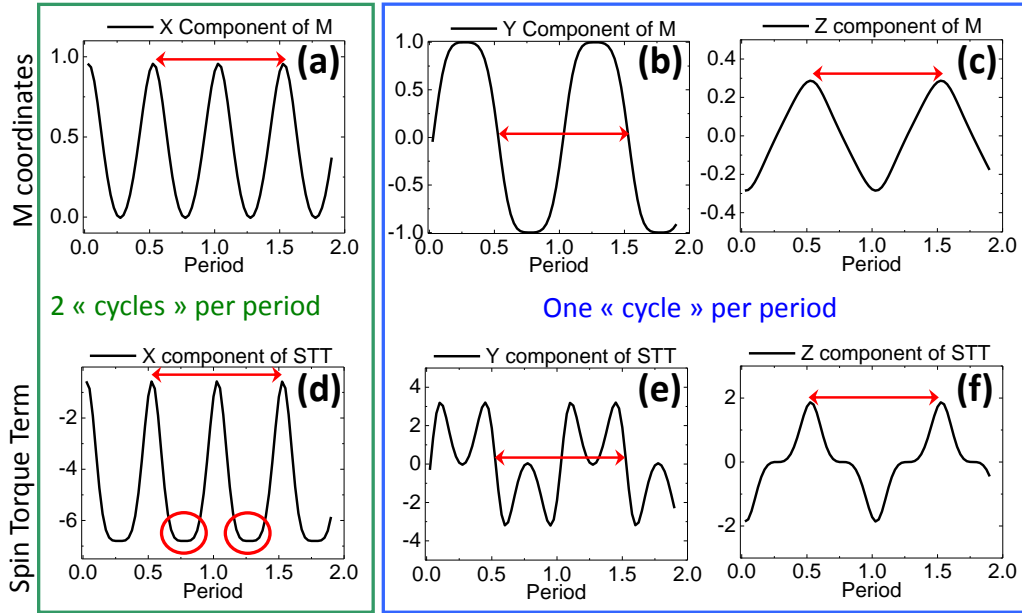 M coordinates
X Component of M
(a)
1.0
0.5
0.0
0.0 0.5 1.0 1.5 2.0
Period
Y Component of M
(b)
1.0
0.5
0.0
-0.5
-1.0
0.0 0.5 1.0 1.5 2.0
Period
Z component of M
(c)
0.4
0.2
0.0
-0.2
-0.4
0.0 0.5 1.0 1.5 2.0
Period
2 « cycles » per period
One « cycle » per period
Spin Torque Term
X component of STT
(d)
-2
-4
-6
0.0 0.5 1.0 1.5 2.0
Period
Y component of STT
(e)
4
2
0
-2
-4
0.0 0.5 1.0 1.5 2.0
Period
Z component of STT
(f)
2
0
-2
0.0 0.5 1.0 1.5 2.0
Period